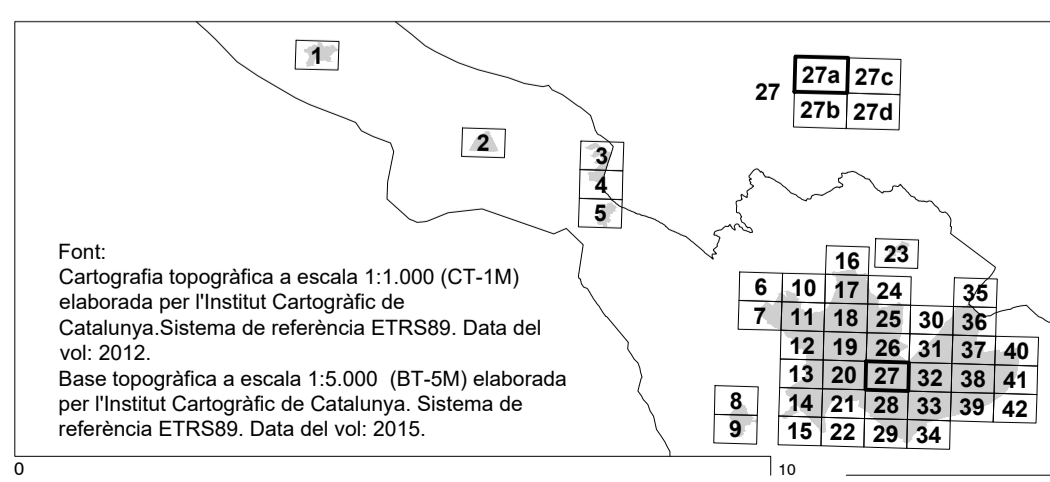 1
27a 27c
27
27b 27d
2
3
4
5
Font:
Cartografia topogràfica a escala 1:1.000 (CT-1M)
elaborada per l'Institut Cartogràfic de
Catalunya.Sistema de referència ETRS89. Data del
vol: 2012.
Base topogràfica a escala 1:5.000 (BT-5M) elaborada
per l'Institut Cartogràfic de Catalunya. Sistema de
referència ETRS89. Data del vol: 2015.
16 23
6 10 17 24 35
7 11 18 25 30 36
12 19 26 31 37 40
13 20 27 32 38 41
8 14 21 28 33 39 42
9 15 22 29 34
0 10